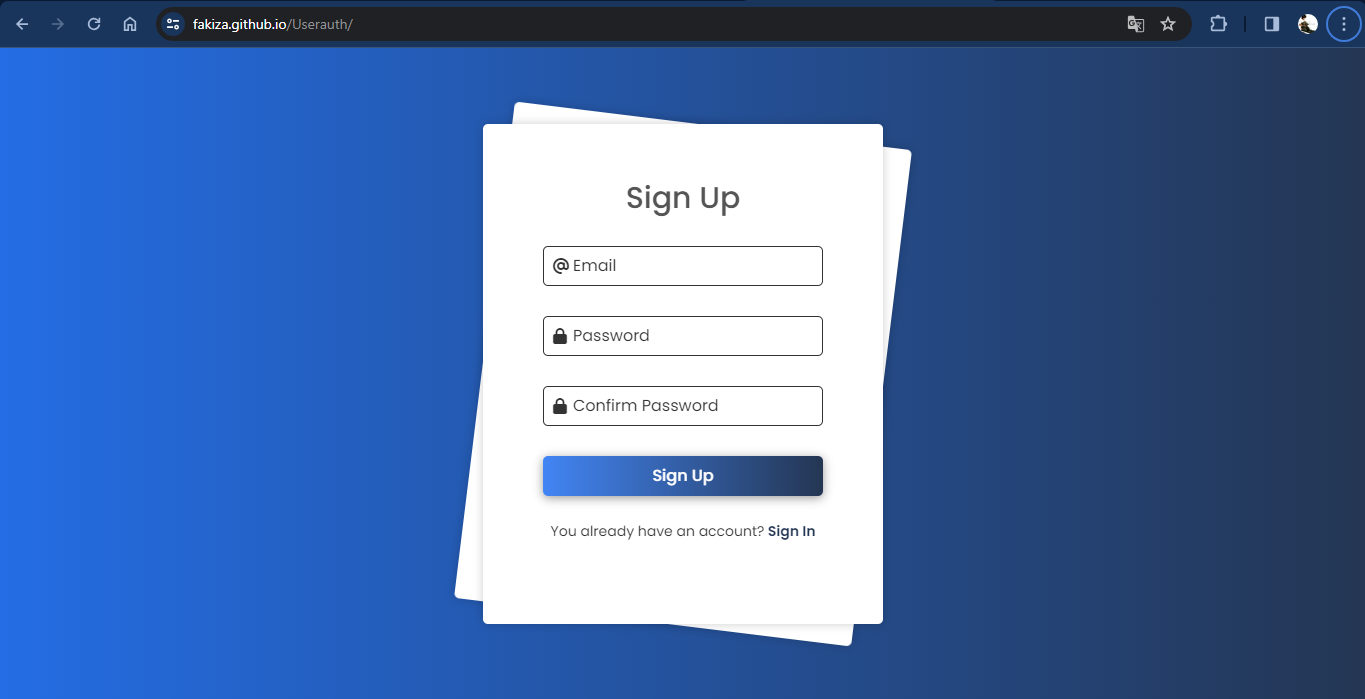 fakiza.github.io/Userauth/
Sign Up
@ Email
Password
Confirm Password
Sign Up
You already have an account? Sign In